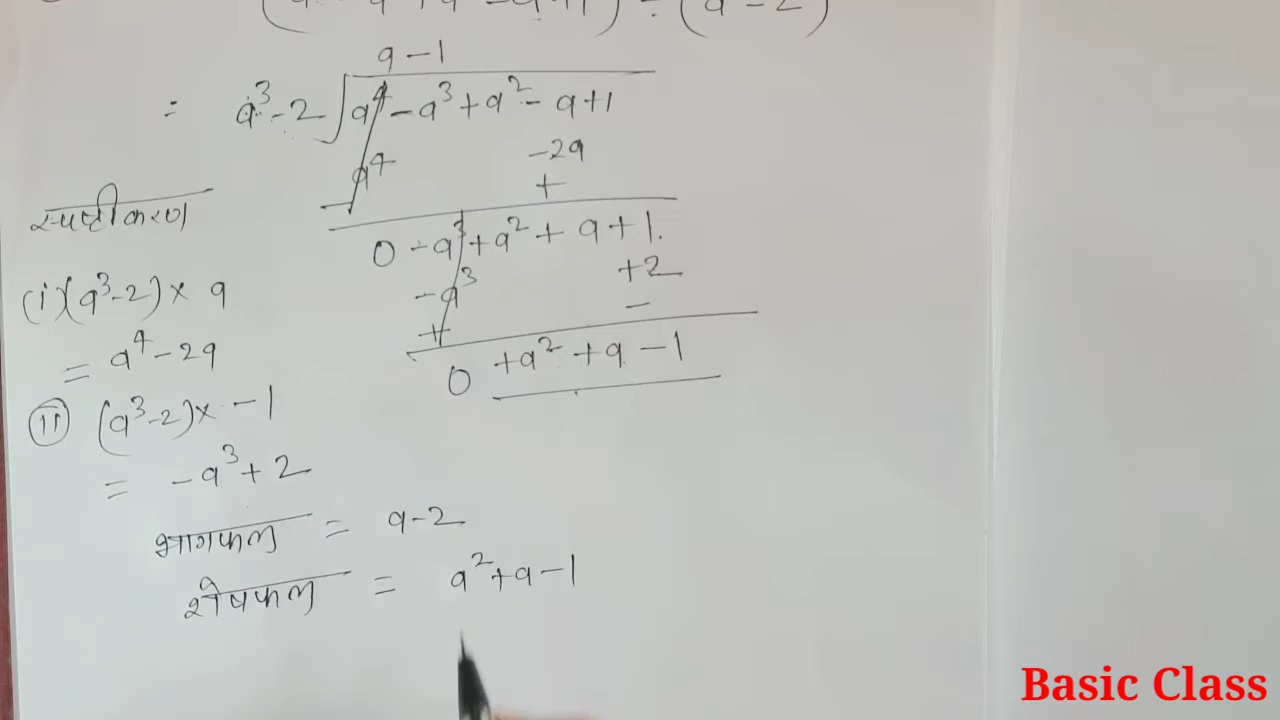 a - 1
= a³ - 2 √ a⁴ - a³ + a² - a + 1
a⁴ - 2a
- +
0 - a³ + a² + a + 1.
- a³ + 2
+ -
0 + a² + a - 1
स्पष्टीकरण
(i) (a³-2) × a
= a⁴ - 2a
(11) (a³-2) × -1
= - a³ + 2
भागफल = a - 2
शेषफल = a² + a - 1
Basic Class